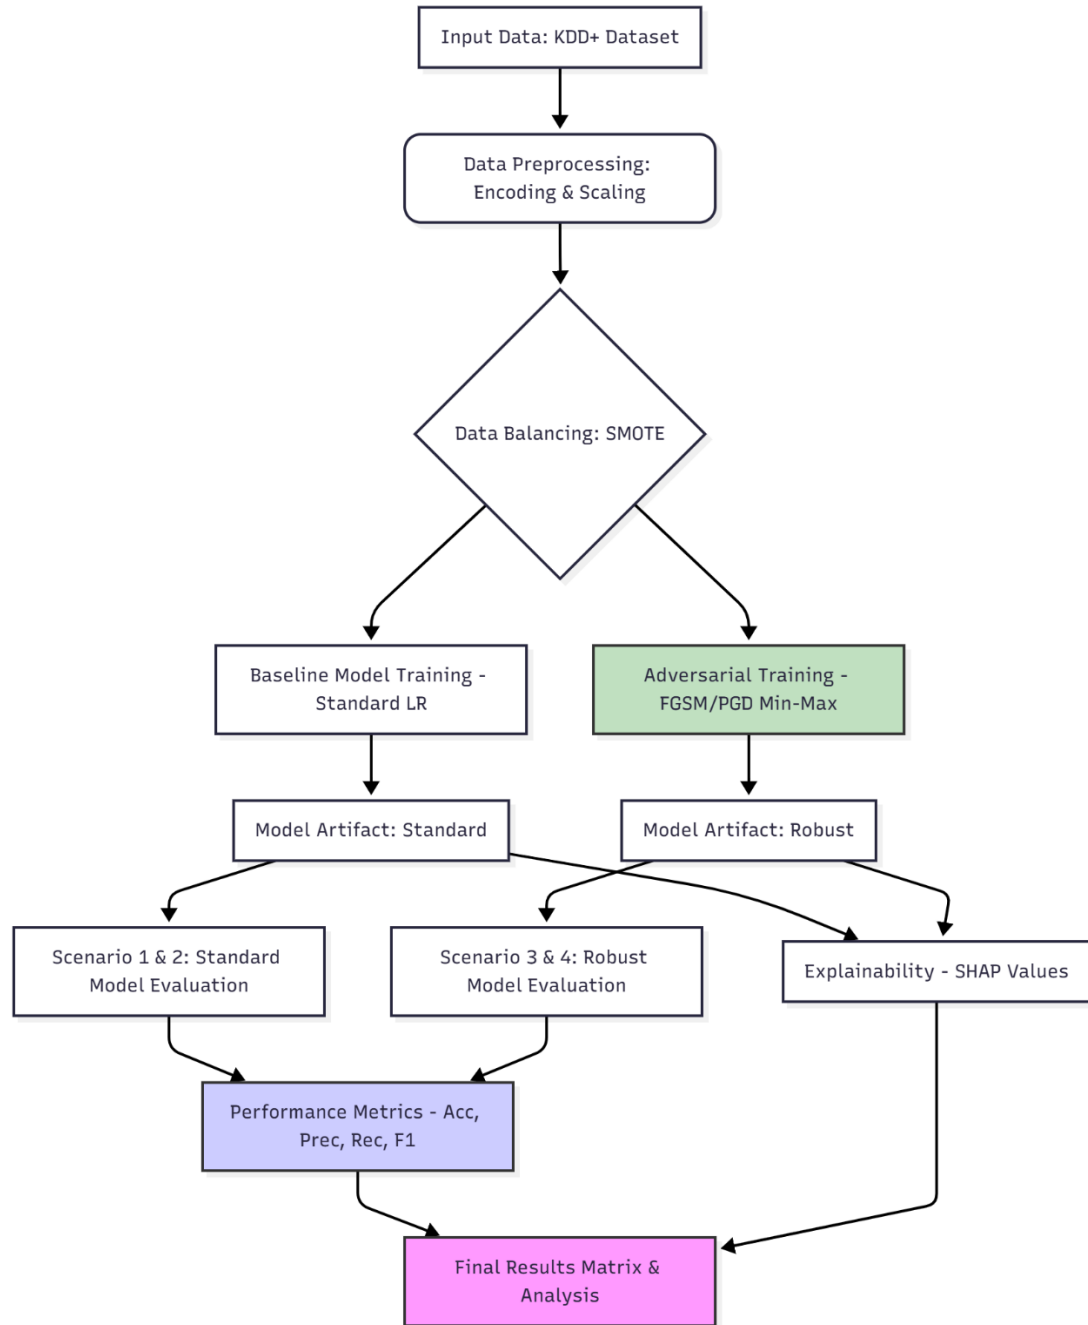 Input Data: KDD+ Dataset
Data Preprocessing:
Encoding & Scaling
Data Balancing: SMOTE
Baseline Model Training -
Standard LR
Adversarial Training -
FGSM/PGD Min-Max
Model Artifact: Standard
Model Artifact: Robust
Scenario 1 & 2: Standard
Model Evaluation
Scenario 3 & 4: Robust
Model Evaluation
Explainability - SHAP Values
Performance Metrics - Acc,
Prec, Rec, F1
Final Results Matrix &
Analysis